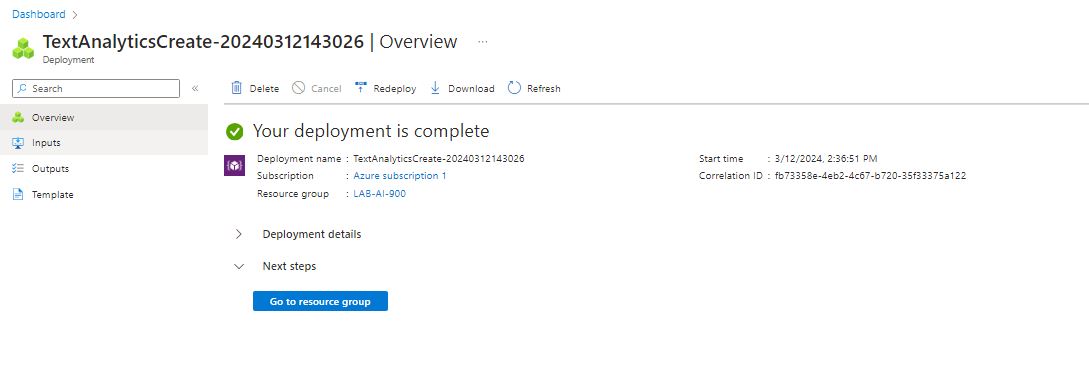 Dashboard >
TextAnalyticsCreate-20240312143026 | Overview ...
Deployment
Search «
Delete Cancel Redeploy Download Refresh
Overview
Inputs
Outputs
Template
Your deployment is complete
Deployment name : TextAnalyticsCreate-20240312143026
Subscription : Azure subscription 1
Resource group : LAB-AI-900
Start time : 3/12/2024, 2:36:51 PM
Correlation ID : fb73358e-4eb2-4c67-b720-35f33375a122
Deployment details
Next steps
Go to resource group